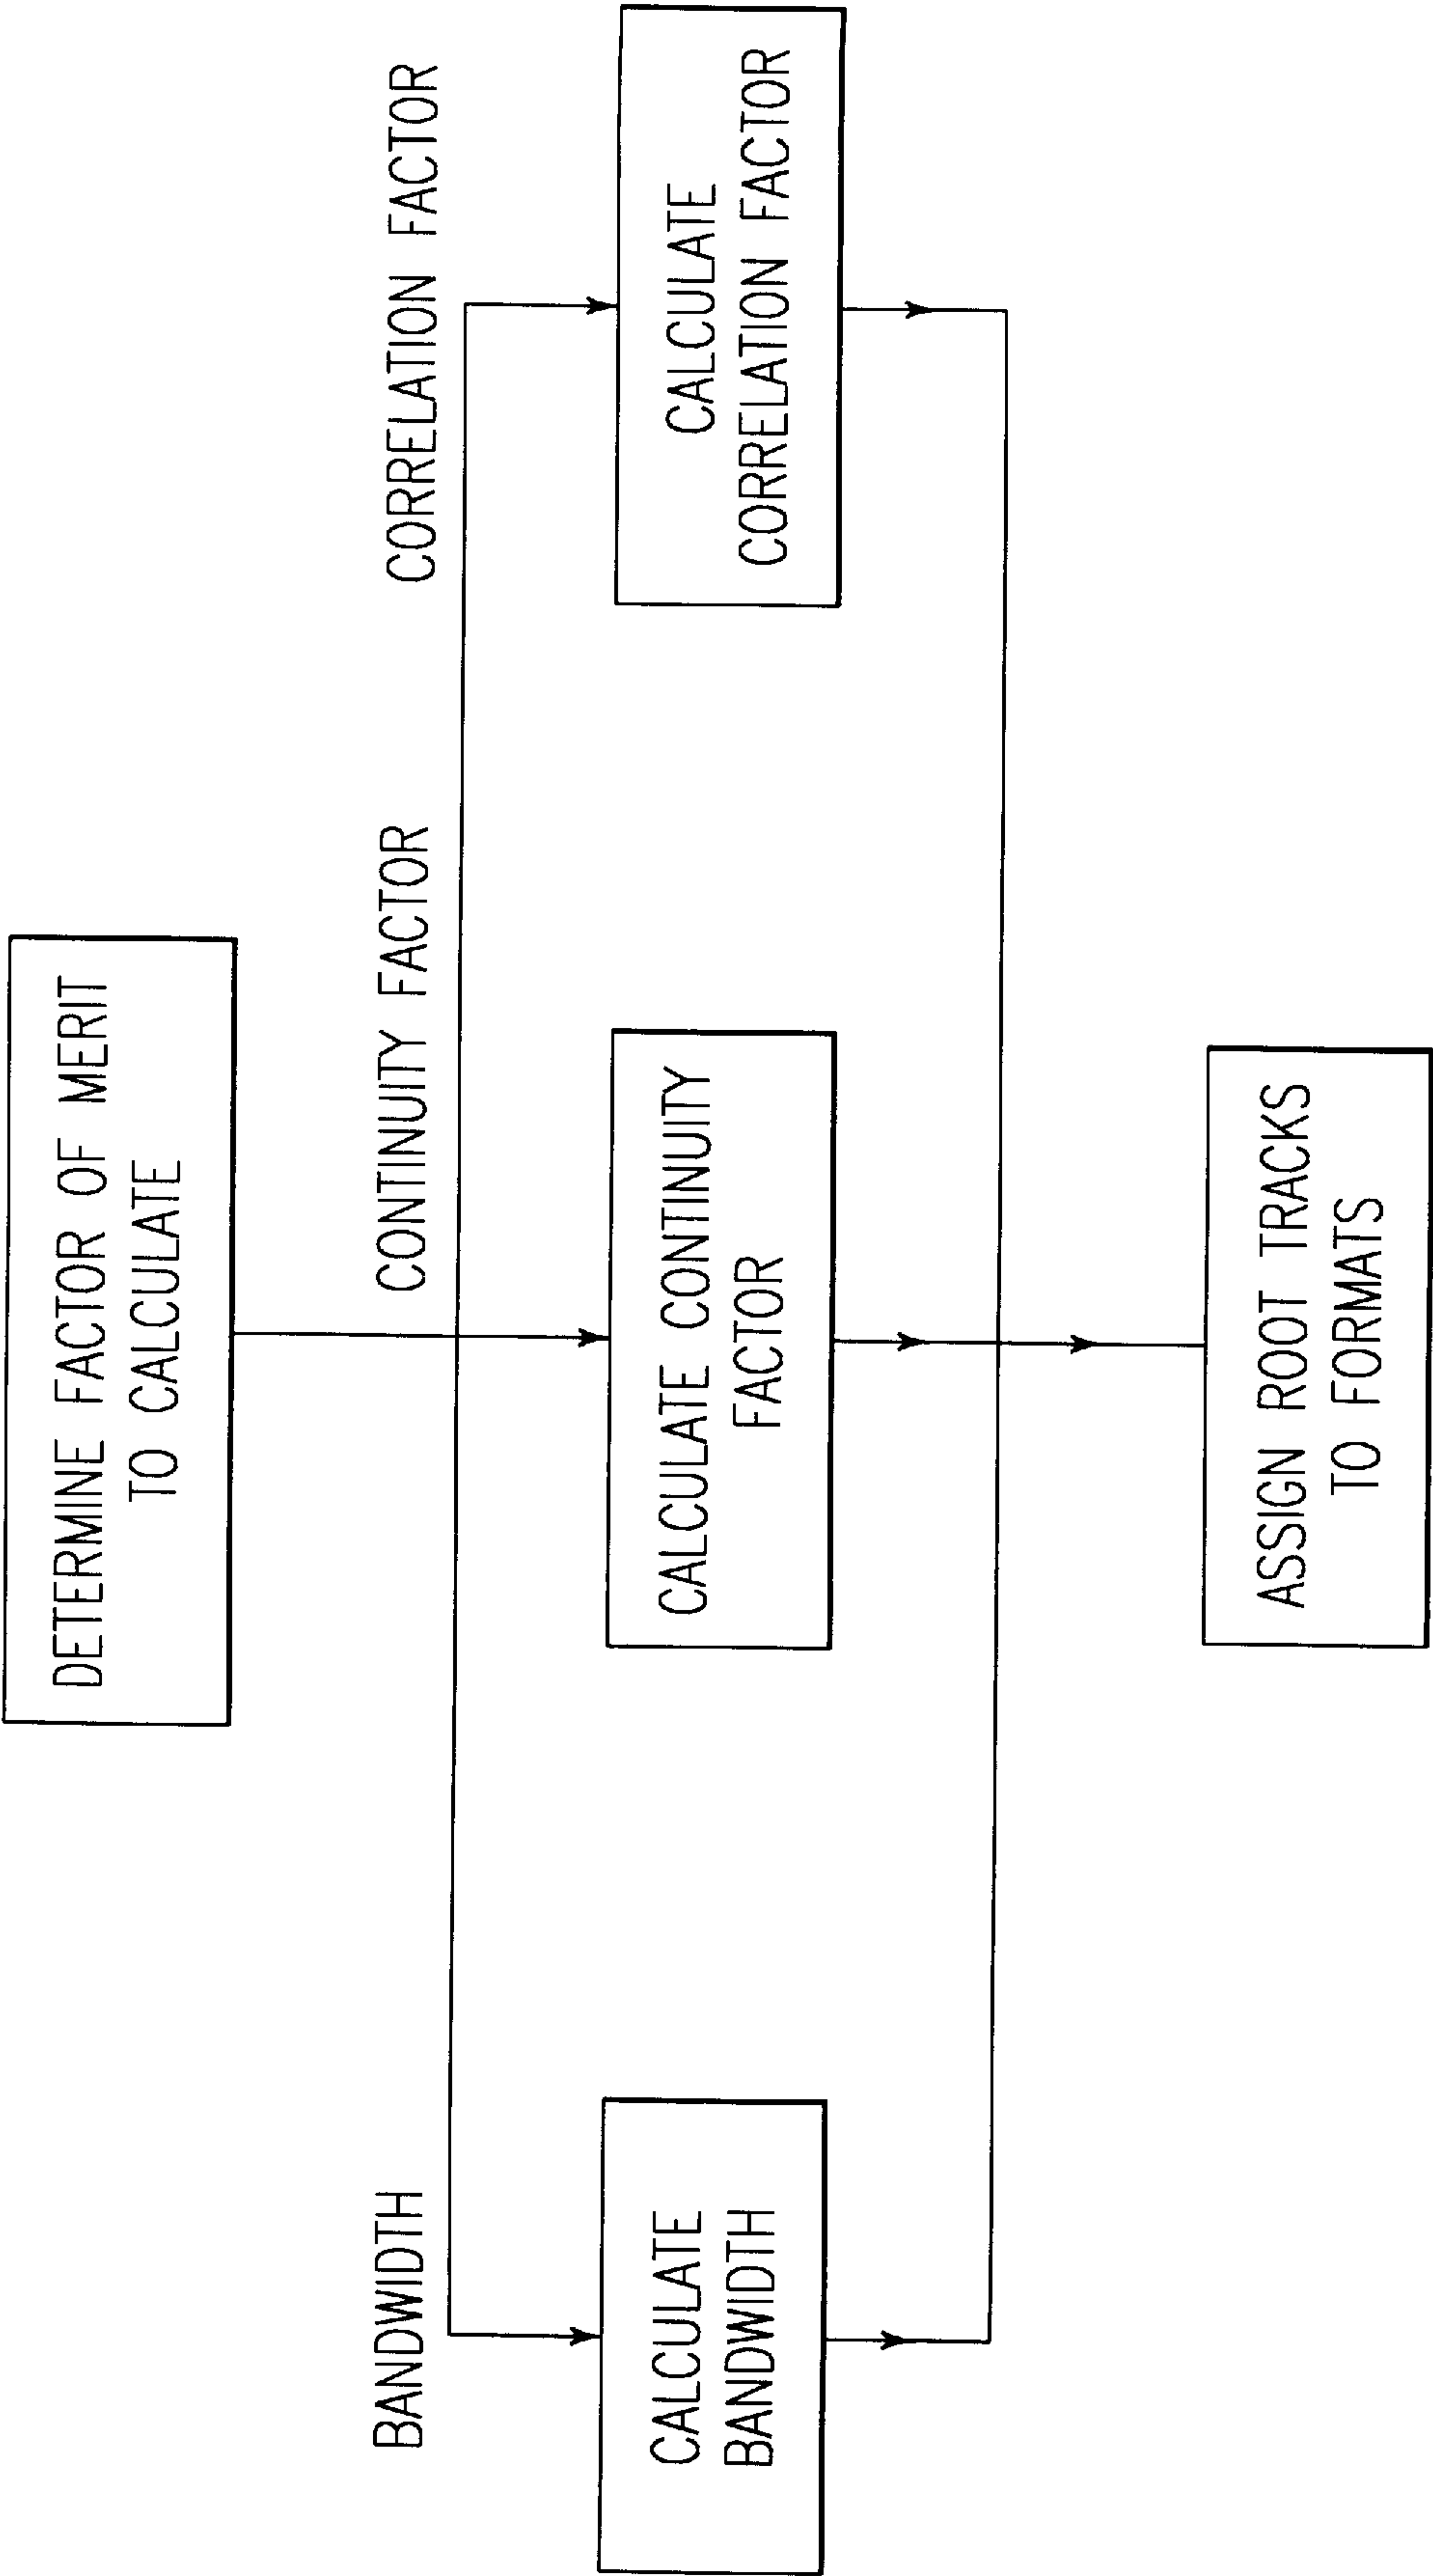 DETERMINE FACTOR OF MERIT
TO CALCULATE
BANDWIDTH
CONTINUITY FACTOR
CORRELATION FACTOR
CALCULATE
BANDWIDTH
CALCULATE CONTINUITY
FACTOR
CALCULATE
CORRELATION FACTOR
ASSIGN ROOT TRACKS
TO FORMATS